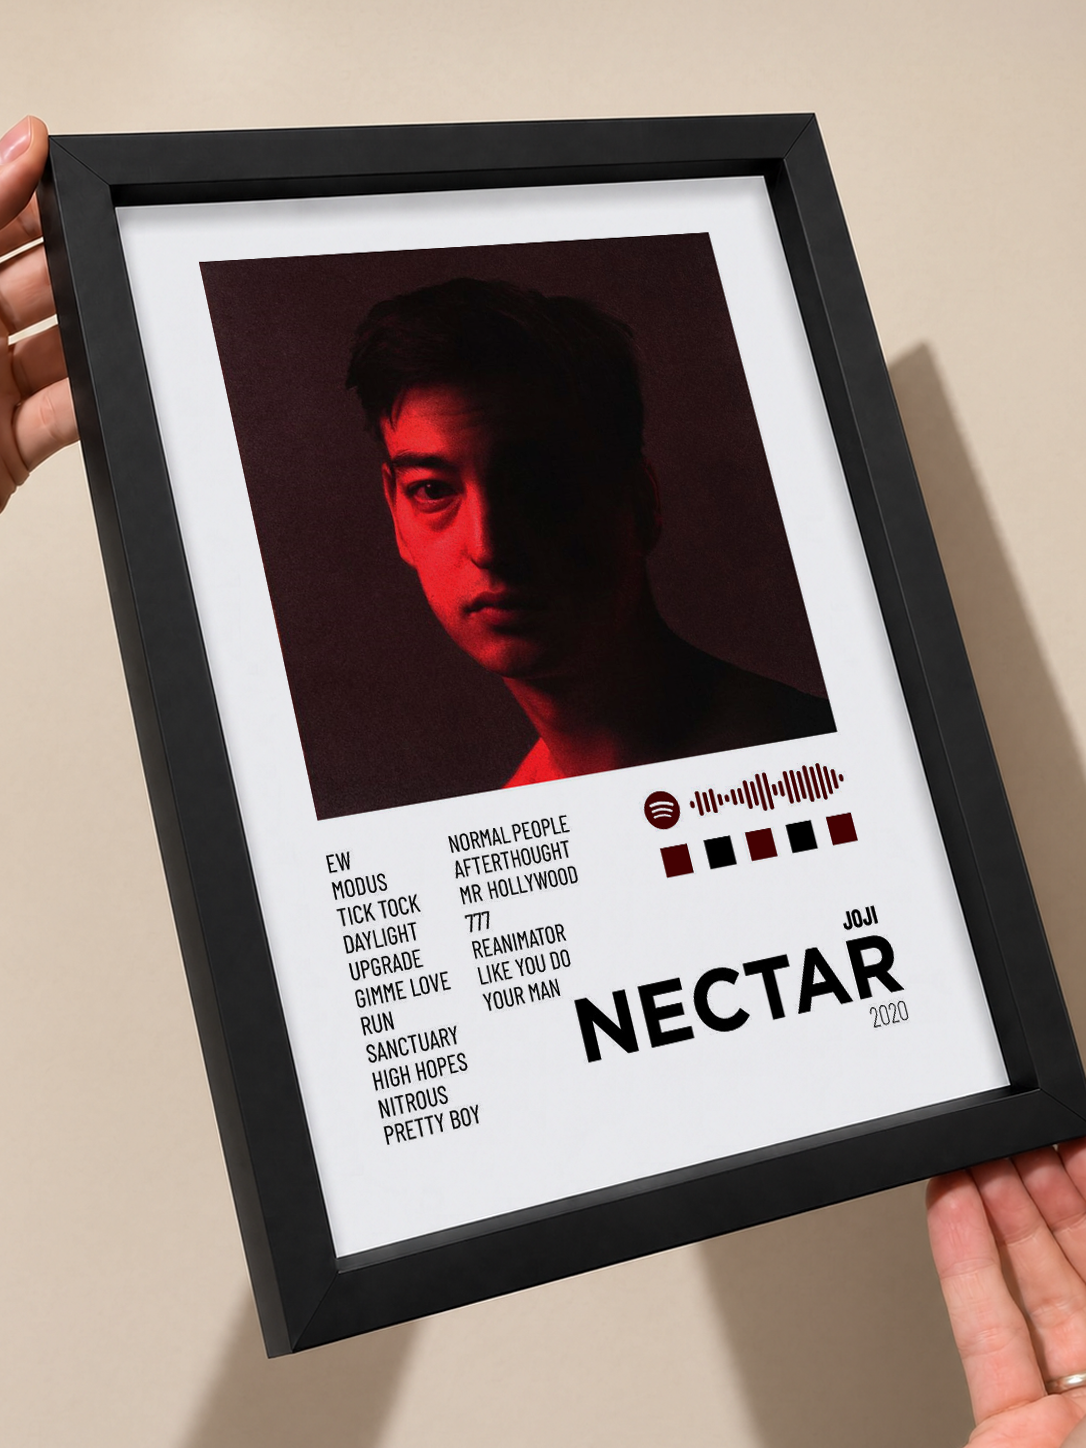 EW
MODUS
TICK TOCK
DAYLIGHT
UPGRADE
GIMME LOVE
RUN
SANCTUARY
HIGH HOPES
NITROUS
PRETTY BOY
NORMAL PEOPLE
AFTERTHOUGHT
MR HOLLYWOOD
777
REANIMATOR
LIKE YOU DO
YOUR MAN
JOJI
NECTAR
2020